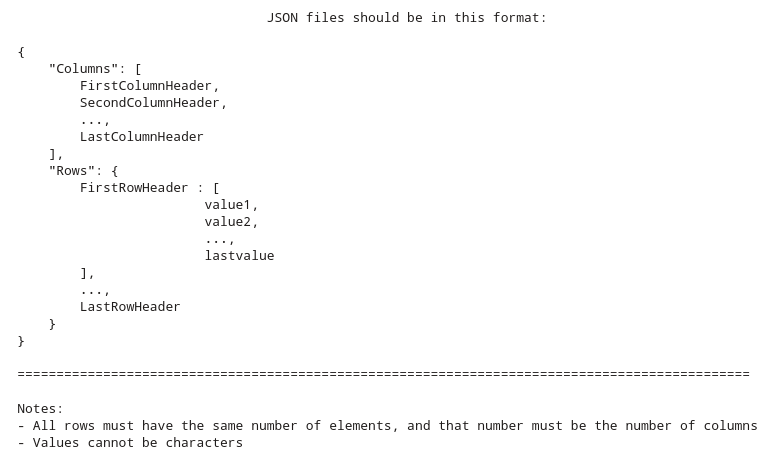 JSON files should be in this format:
{
"Columns": [
FirstColumnHeader,
SecondColumnHeader,
...,
LastColumnHeader
],
"Rows": {
FirstRowHeader : [
value1,
value2,
...,
lastvalue
],
...,
LastRowHeader
}
}
==============================================================================================
Notes:
- All rows must have the same number of elements, and that number must be the number of columns
- Values cannot be characters